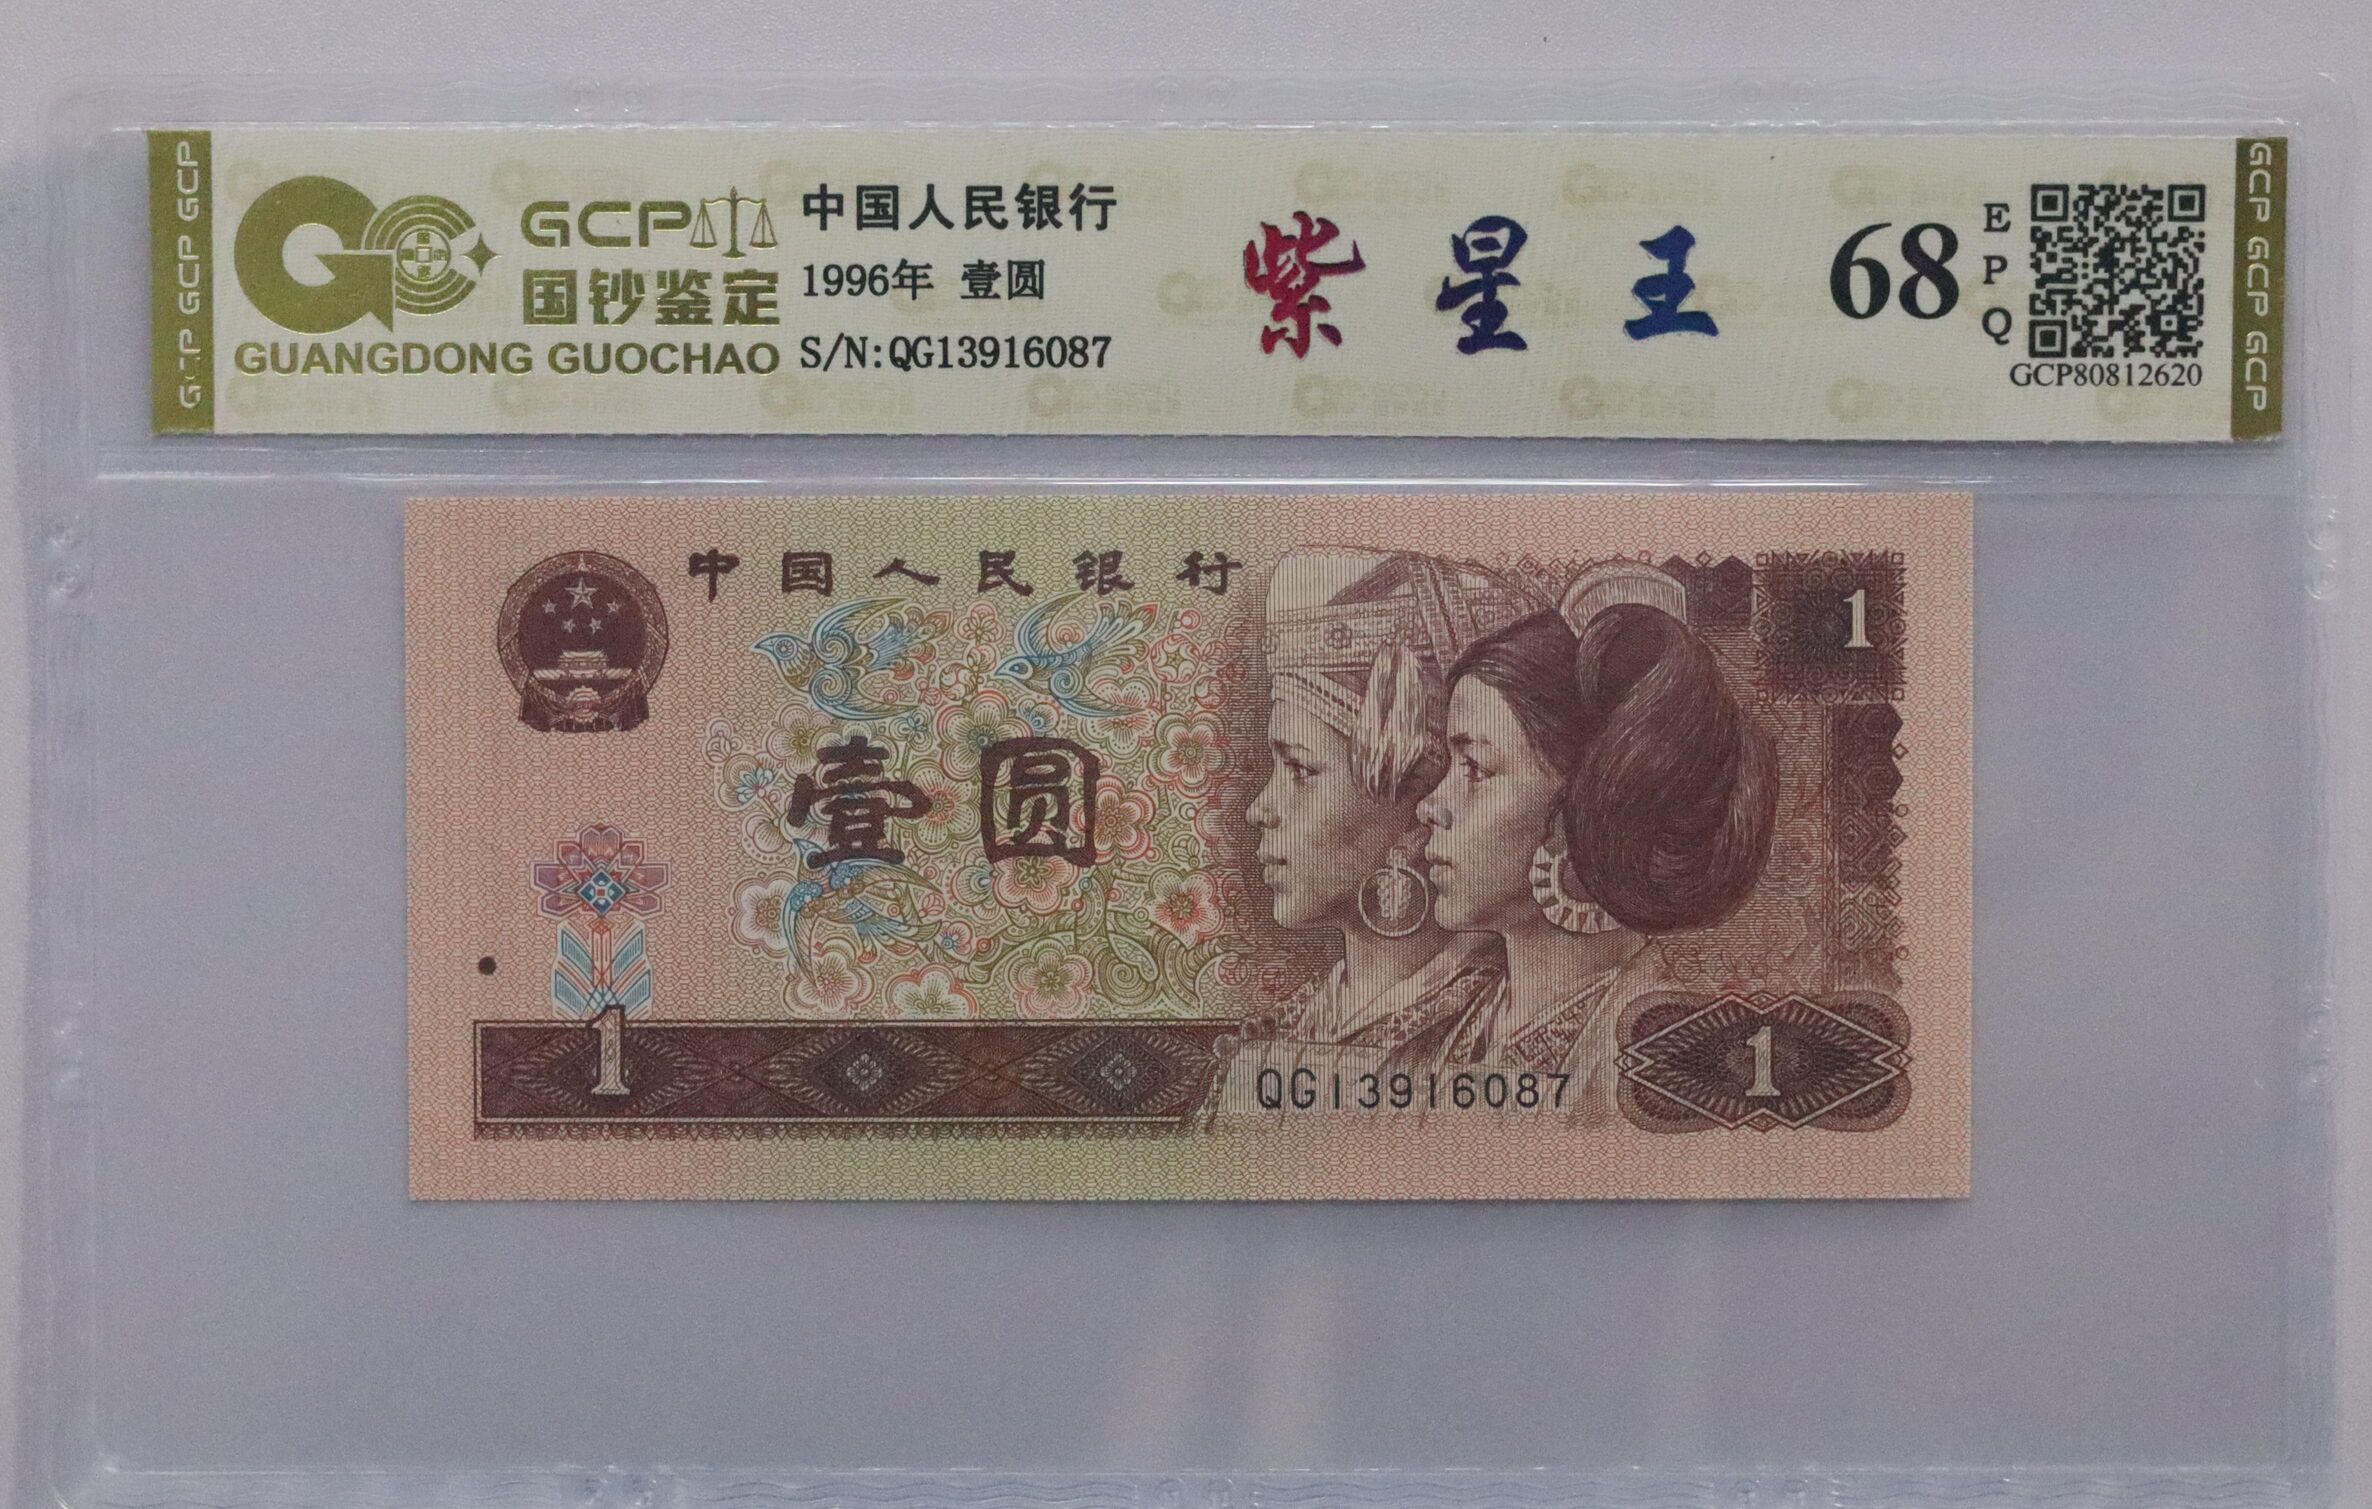 GCP GCP GCP
GCP
国钞鉴定
GUANGDONG GUOCHAO
中国人民银行
1996年 壹圆
S/N:QG13916087
紫星王
68
EPQ
GCP80812620
GCP GCP GCP
中国人民银行
1
壹圆
1
QG13916087
1